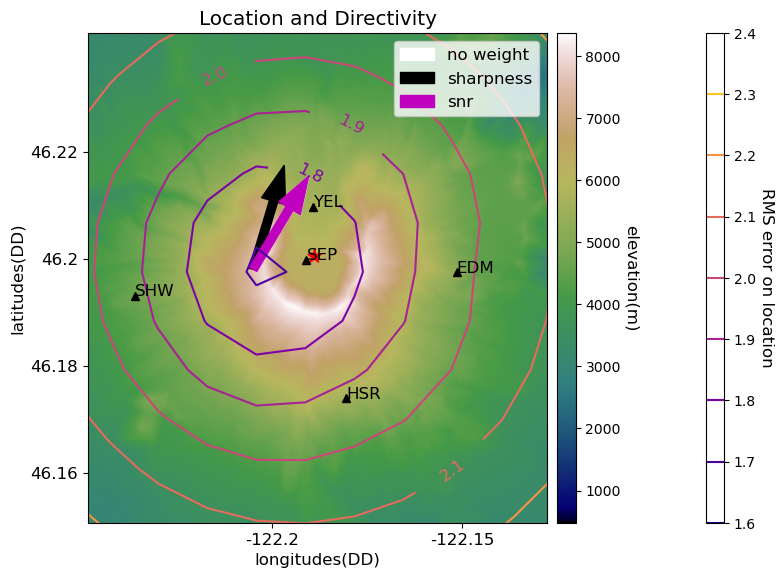 Location and Directivity
no weight
sharpness
snr
2.0
1.9
1.8
2.1
YEL
SEP
EDM
SHW
HSR
46.22
46.2
46.18
46.16
latitudes(DD)
-122.2
-122.15
longitudes(DD)
8000
7000
6000
5000
4000
3000
2000
1000
elevation(m)
2.4
2.3
2.2
2.1
2.0
1.9
1.8
1.7
1.6
RMS error on location